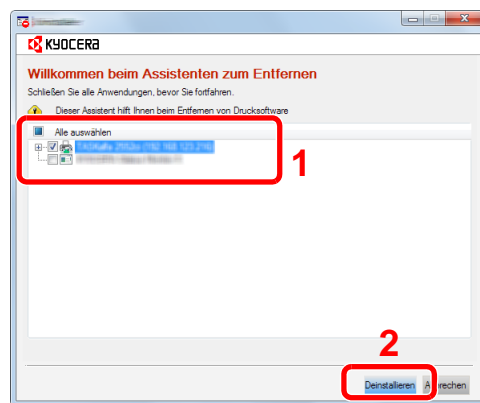 KYOCERA
Willkommen beim Assistenten zum Entfernen
Schließen Sie alle Anwendungen, bevor Sie fortfahren.
Dieser Assistent hilft Ihnen beim Entfernen von Drucksoftware
Alle auswählen
1
2
Deinstallieren